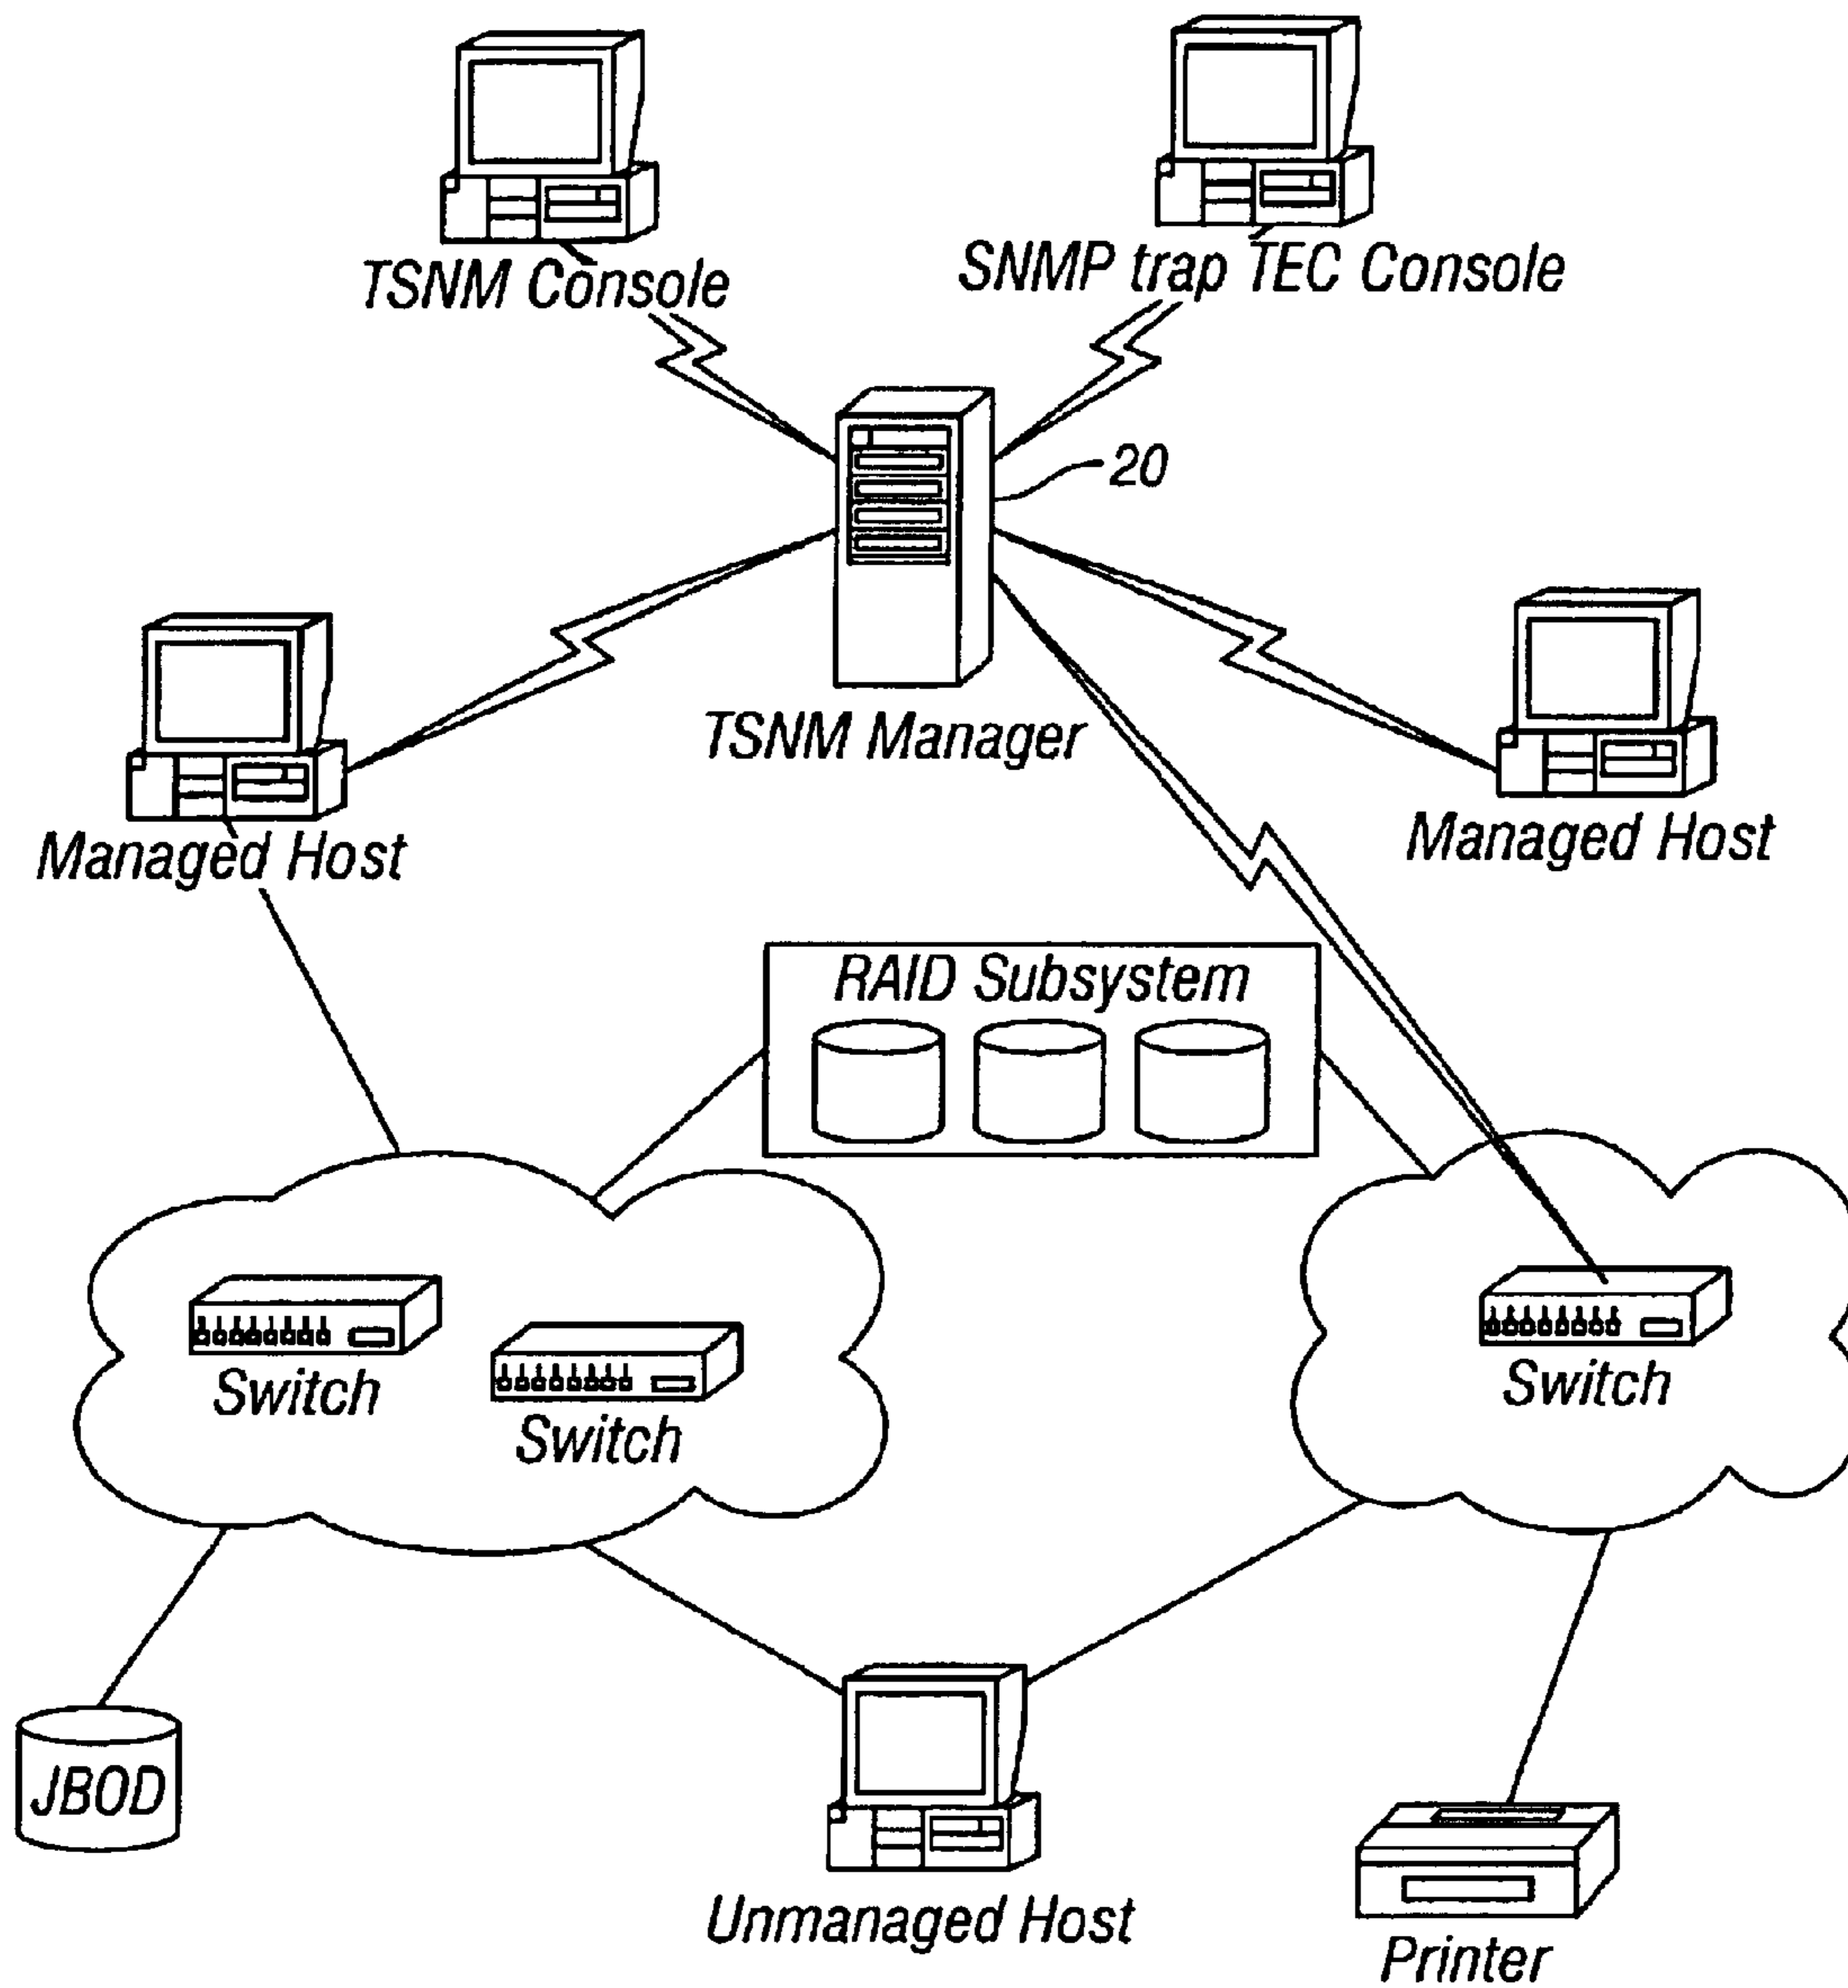 TSNM Console
SNMP trap TEC Console
20
TSNM Manager
Managed Host
Managed Host
RAID Subsystem
Switch
Switch
Switch
JBOD
Unmanaged Host
Printer